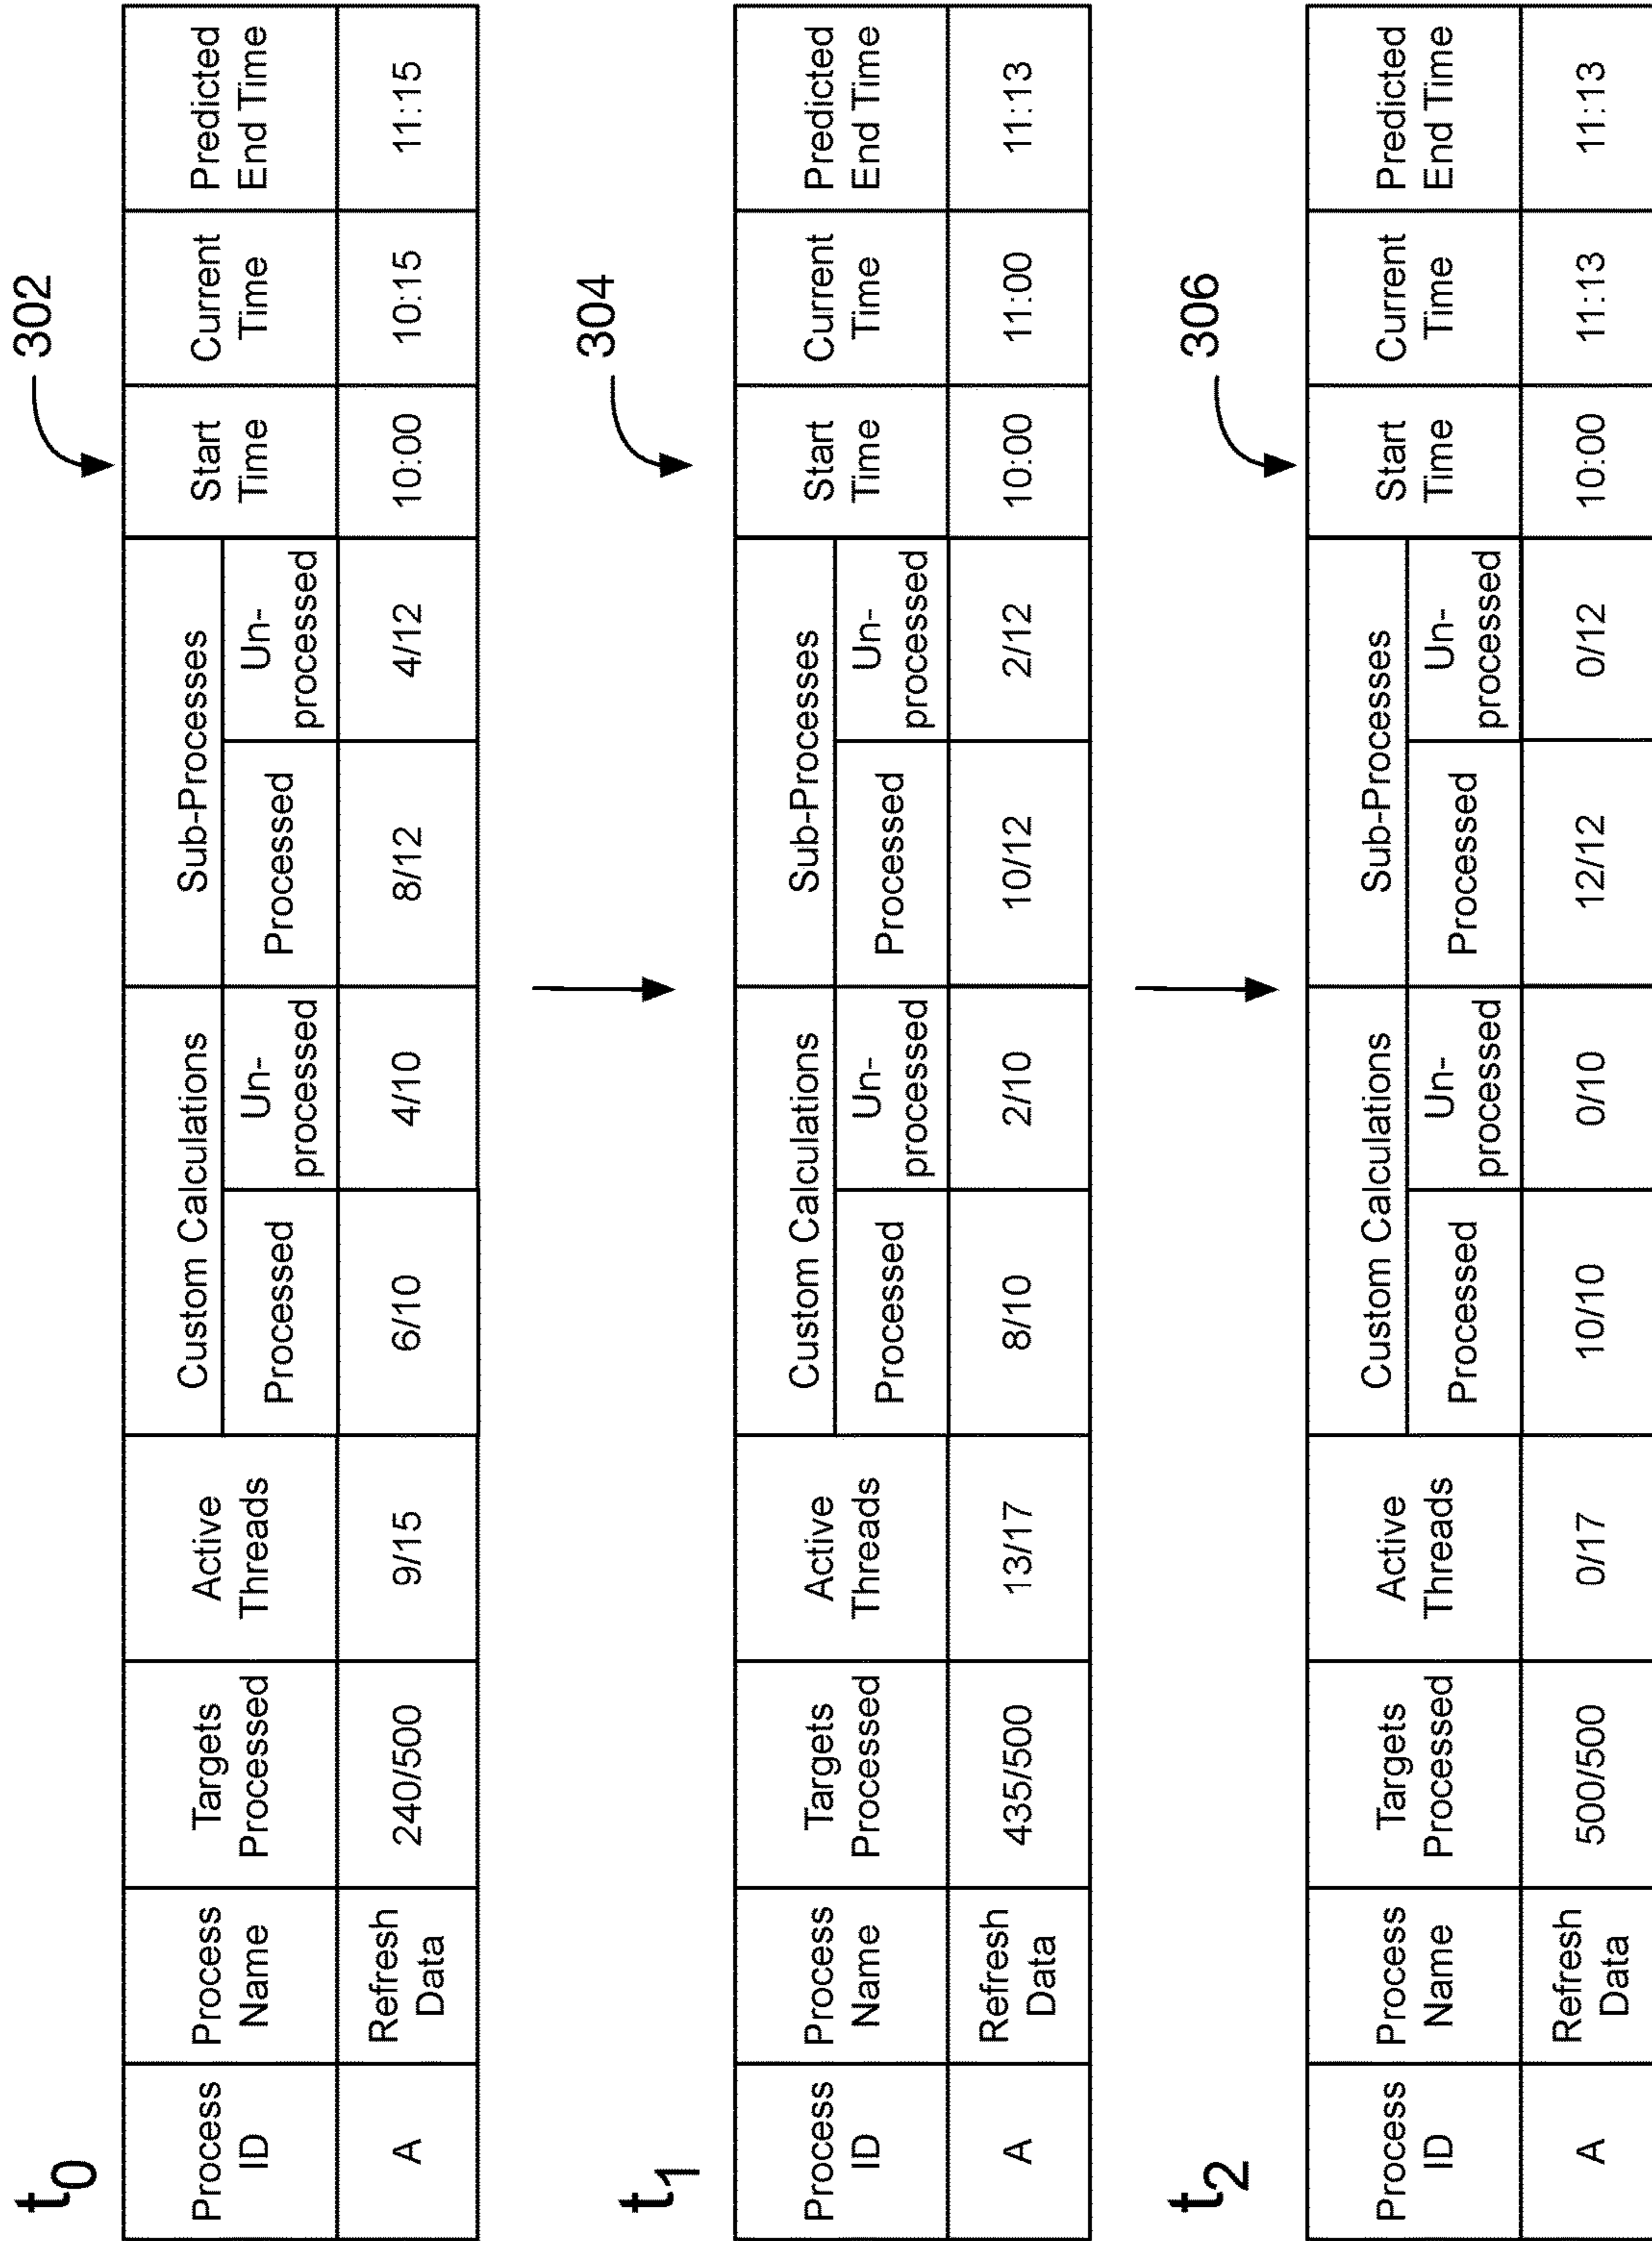 302
t0
Process ID | Process Name | Targets Processed | Active Threads | Custom Calculations | Sub-Processes | Start Time | Current Time | Predicted End Time
Processed | Un-processed | Processed | Un-processed
A | Refresh Data | 240/500 | 9/15 | 6/10 | 4/10 | 8/12 | 4/12 | 10:00 | 10:15 | 11:15
304
t1
Process ID | Process Name | Targets Processed | Active Threads | Custom Calculations | Sub-Processes | Start Time | Current Time | Predicted End Time
Processed | Un-processed | Processed | Un-processed
A | Refresh Data | 435/500 | 13/17 | 8/10 | 2/10 | 10/12 | 2/12 | 10:00 | 11:00 | 11:13
306
t2
Process ID | Process Name | Targets Processed | Active Threads | Custom Calculations | Sub-Processes | Start Time | Current Time | Predicted End Time
Processed | Un-processed | Processed | Un-processed
A | Refresh Data | 500/500 | 0/17 | 10/10 | 0/10 | 12/12 | 0/12 | 10:00 | 11:13 | 11:13